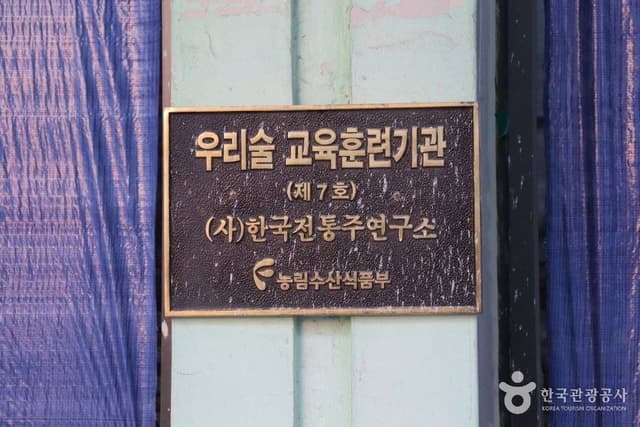 우리술 교육훈련기관
(제 7 호)
(사)한국전통주연구소
농림수산식품부
한국관광공사
KOREA TOURISM ORGANIZATION